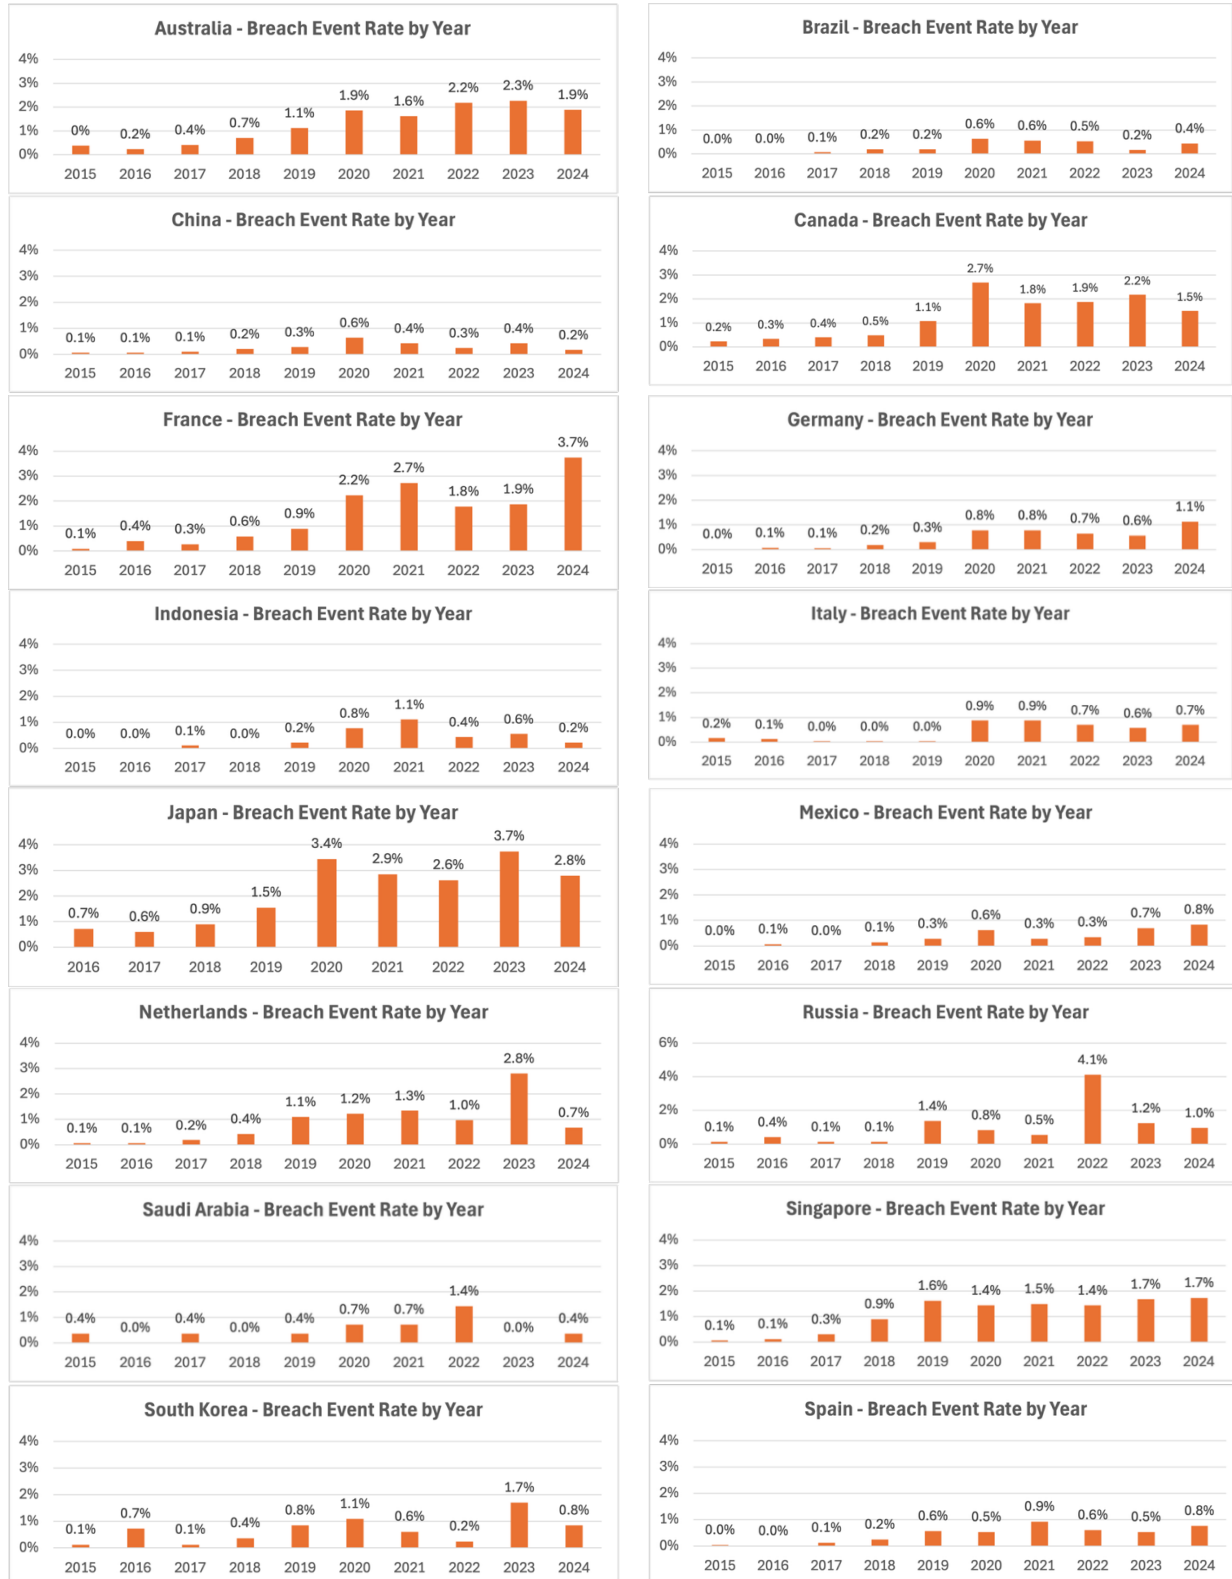 Australia - Breach Event Rate by Year
4%
3%
2%
1%
0%
0% 0.2% 0.4% 0.7% 1.1% 1.9% 1.6% 2.2% 2.3% 1.9%
2015 2016 2017 2018 2019 2020 2021 2022 2023 2024
Brazil - Breach Event Rate by Year
4%
3%
2%
1%
0%
0.0% 0.0% 0.1% 0.2% 0.2% 0.6% 0.6% 0.5% 0.2% 0.4%
2015 2016 2017 2018 2019 2020 2021 2022 2023 2024
China - Breach Event Rate by Year
4%
3%
2%
1%
0%
0.1% 0.1% 0.1% 0.2% 0.3% 0.6% 0.4% 0.3% 0.4% 0.2%
2015 2016 2017 2018 2019 2020 2021 2022 2023 2024
Canada - Breach Event Rate by Year
4%
3%
2%
1%
0%
0.2% 0.3% 0.4% 0.5% 1.1% 2.7% 1.8% 1.9% 2.2% 1.5%
2015 2016 2017 2018 2019 2020 2021 2022 2023 2024
France - Breach Event Rate by Year
4%
3%
2%
1%
0%
0.1% 0.4% 0.3% 0.6% 0.9% 2.2% 2.7% 1.8% 1.9% 3.7%
2015 2016 2017 2018 2019 2020 2021 2022 2023 2024
Germany - Breach Event Rate by Year
4%
3%
2%
1%
0%
0.0% 0.1% 0.1% 0.2% 0.3% 0.8% 0.8% 0.7% 0.6% 1.1%
2015 2016 2017 2018 2019 2020 2021 2022 2023 2024
Indonesia - Breach Event Rate by Year
4%
3%
2%
1%
0%
0.0% 0.0% 0.1% 0.0% 0.2% 0.8% 1.1% 0.4% 0.6% 0.2%
2015 2016 2017 2018 2019 2020 2021 2022 2023 2024
Italy - Breach Event Rate by Year
4%
3%
2%
1%
0%
0.2% 0.1% 0.0% 0.0% 0.0% 0.9% 0.9% 0.7% 0.6% 0.7%
2015 2016 2017 2018 2019 2020 2021 2022 2023 2024
Japan - Breach Event Rate by Year
4%
3%
2%
1%
0%
0.7% 0.6% 0.9% 1.5% 3.4% 2.9% 2.6% 3.7% 2.8%
2016 2017 2018 2019 2020 2021 2022 2023 2024
Mexico - Breach Event Rate by Year
4%
3%
2%
1%
0%
0.0% 0.1% 0.0% 0.1% 0.3% 0.6% 0.3% 0.3% 0.7% 0.8%
2015 2016 2017 2018 2019 2020 2021 2022 2023 2024
Netherlands - Breach Event Rate by Year
4%
3%
2%
1%
0%
0.1% 0.1% 0.2% 0.4% 1.1% 1.2% 1.3% 1.0% 2.8% 0.7%
2015 2016 2017 2018 2019 2020 2021 2022 2023 2024
Russia - Breach Event Rate by Year
6%
4%
2%
0%
0.1% 0.4% 0.1% 0.1% 1.4% 0.8% 0.5% 4.1% 1.2% 1.0%
2015 2016 2017 2018 2019 2020 2021 2022 2023 2024
Saudi Arabia - Breach Event Rate by Year
4%
3%
2%
1%
0%
0.4% 0.0% 0.4% 0.0% 0.4% 0.7% 0.7% 1.4% 0.0% 0.4%
2015 2016 2017 2018 2019 2020 2021 2022 2023 2024
Singapore - Breach Event Rate by Year
4%
3%
2%
1%
0%
0.1% 0.1% 0.3% 0.9% 1.6% 1.4% 1.5% 1.4% 1.7% 1.7%
2015 2016 2017 2018 2019 2020 2021 2022 2023 2024
South Korea - Breach Event Rate by Year
4%
3%
2%
1%
0%
0.1% 0.7% 0.1% 0.4% 0.8% 1.1% 0.6% 0.2% 1.7% 0.8%
2015 2016 2017 2018 2019 2020 2021 2022 2023 2024
Spain - Breach Event Rate by Year
4%
3%
2%
1%
0%
0.0% 0.0% 0.1% 0.2% 0.6% 0.5% 0.9% 0.6% 0.5% 0.8%
2015 2016 2017 2018 2019 2020 2021 2022 2023 2024